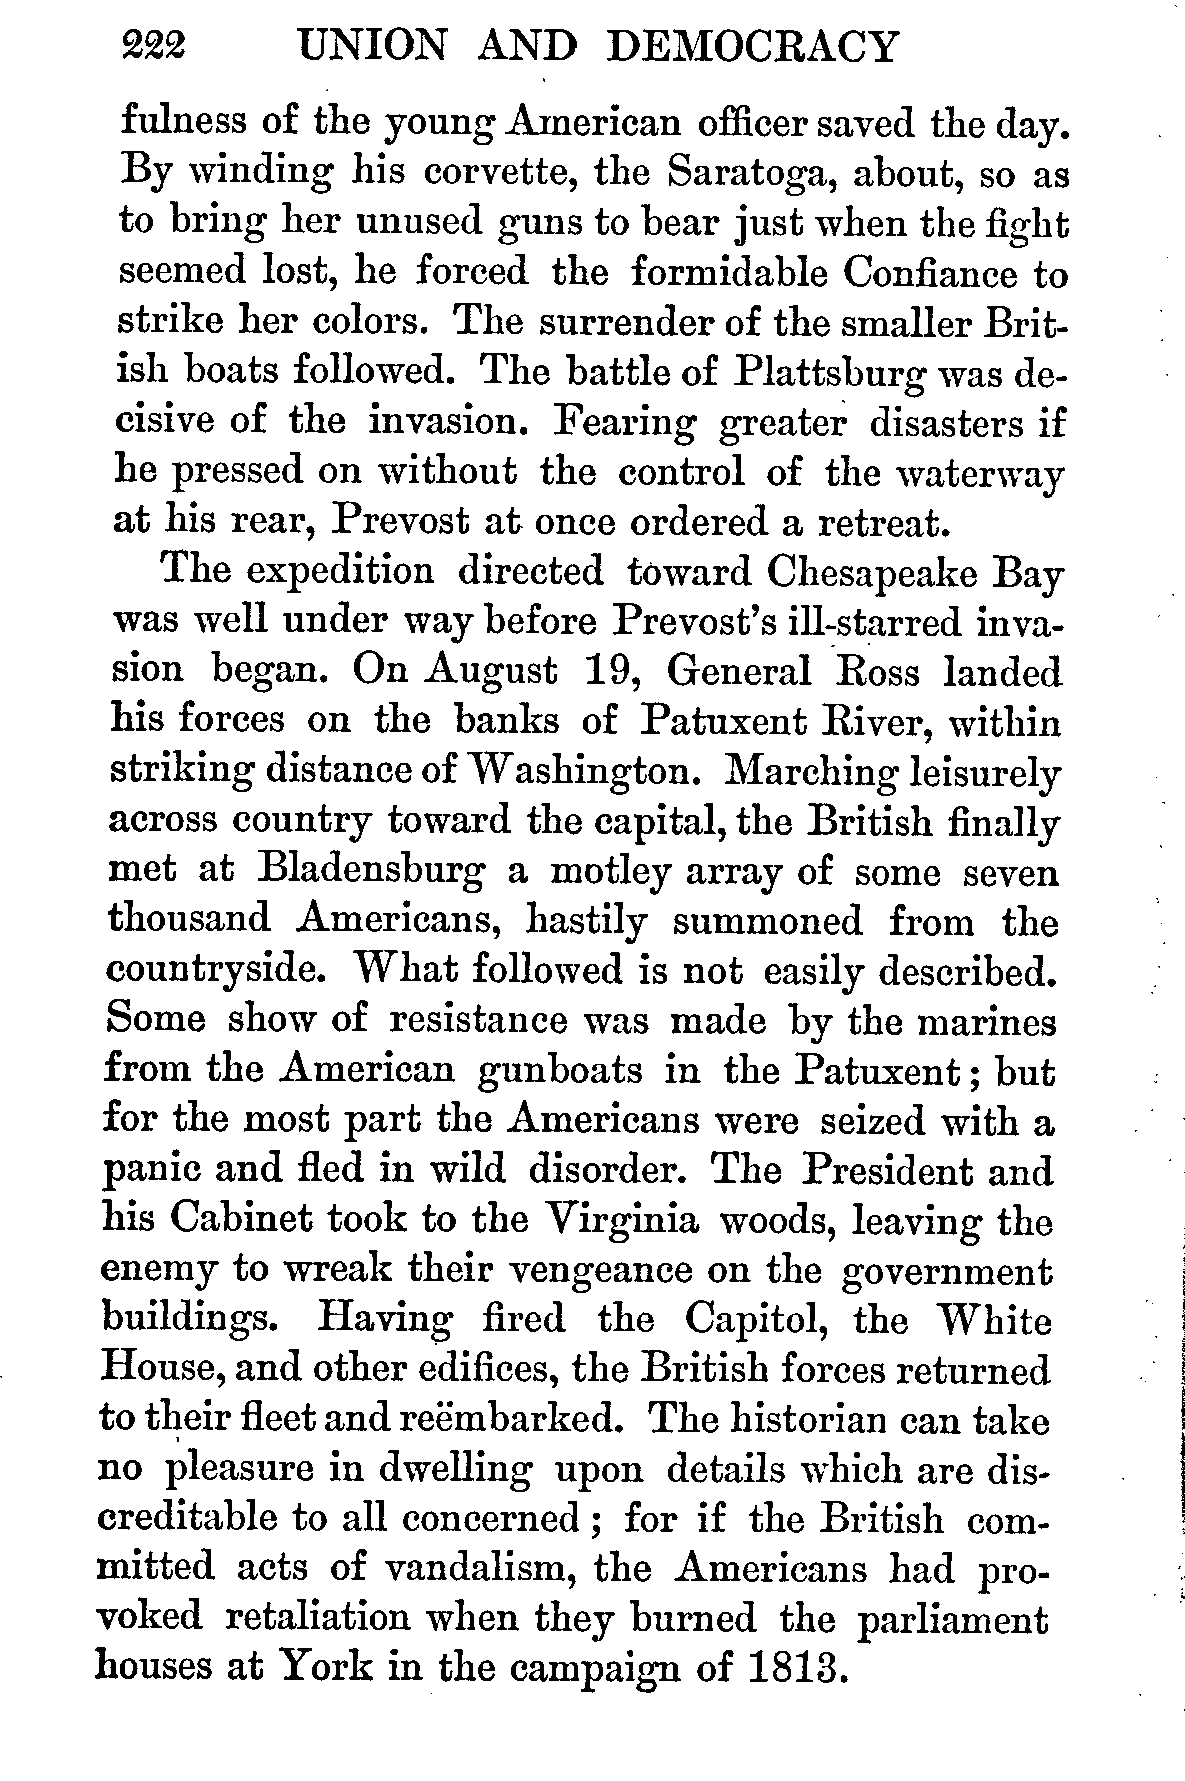 222 UNION AND DEMOCRACY
fulness of the young American officer saved the day.
By winding his corvette, the Saratoga, about, so as
to bring her unused guns to bear just when the fight
seemed lost, he forced the formidable Confiance to
strike her colors. The surrender of the smaller Brit-
ish boats followed. The battle of Plattsburg was de-
cisive of the invasion. Fearing greater disasters if
he pressed on without the control of the waterway
at his rear, Prevost at once ordered a retreat.
The expedition directed toward Chesapeake Bay
was well under way before Prevost's ill-starred inva-
sion began. On August 19, General Ross landed
his forces on the banks of Patuxent River, within
striking distance of Washington. Marching leisurely
across country toward the capital, the British finally
met at Bladensburg a motley array of some seven
thousand Americans, hastily summoned from the
countryside. What followed is not easily described.
Some show of resistance was made by the marines
from the American gunboats in the Patuxent; but
for the most part the Americans were seized with a
panic and fled in wild disorder. The President and
his Cabinet took to the Virginia woods, leaving the
enemy to wreak their vengeance on the government
buildings. Having fired the Capitol, the White
House, and other edifices, the British forces returned
to their fleet and reëmbarked. The historian can take
no pleasure in dwelling upon details which are dis-
creditable to all concerned; for if the British com-
mitted acts of vandalism, the Americans had pro-
voked retaliation when they burned the parliament
houses at York in the campaign of 1813.